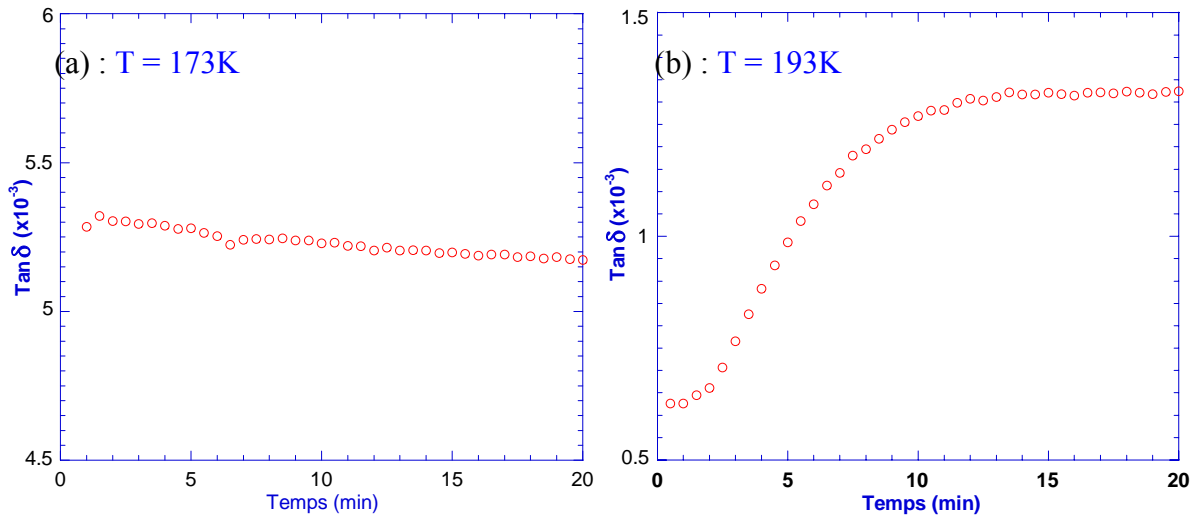 (a) : T = 173K
6
5.5
5
4.5
Tan δ (x10⁻³)
0 5 10 15 20
Temps (min)
(b) : T = 193K
1.5
1
0.5
Tan δ (x10⁻³)
0 5 10 15 20
Temps (min)